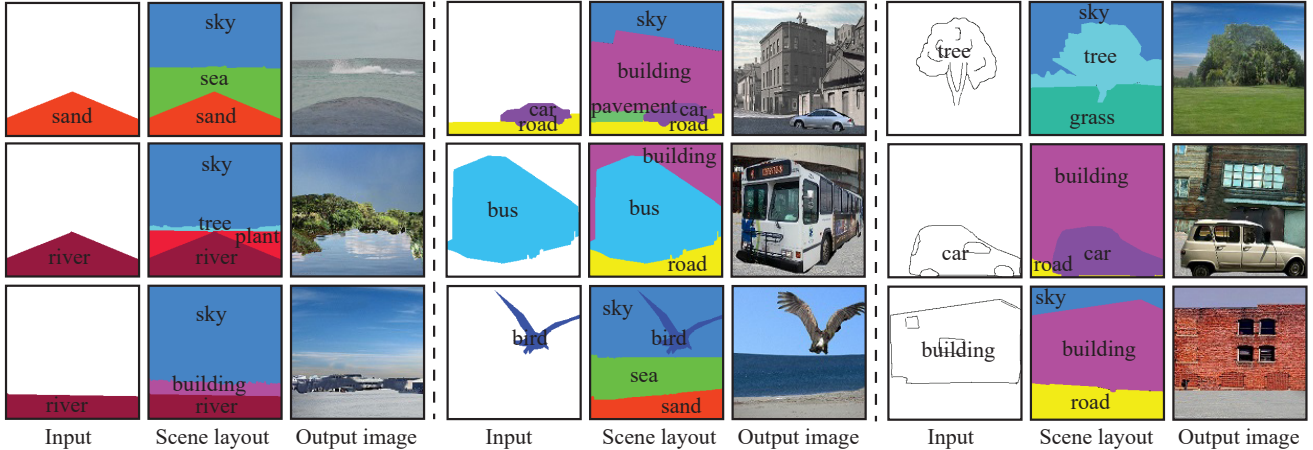 sky
sea
sand
sand
sky
building
car
road
pavement car
road
tree
sky
tree
grass
river
sky
tree
plant
river
bus
building
bus
road
car
building
road
car
river
sky
building
river
bird
sky
bird
sea
sand
building
sky
building
road
Input
Scene layout
Output image
Input
Scene layout
Output image
Input
Scene layout
Output image